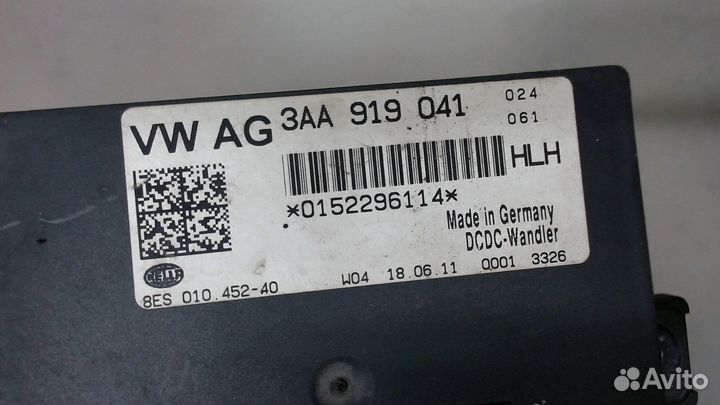 VW AG 3AA 919 041 024
061
HLH
*0152296114*
Made in Germany
DCDC-Wandler
HELLA
8ES 010.452-40 W04 18.06.11 0001 3326
Avito